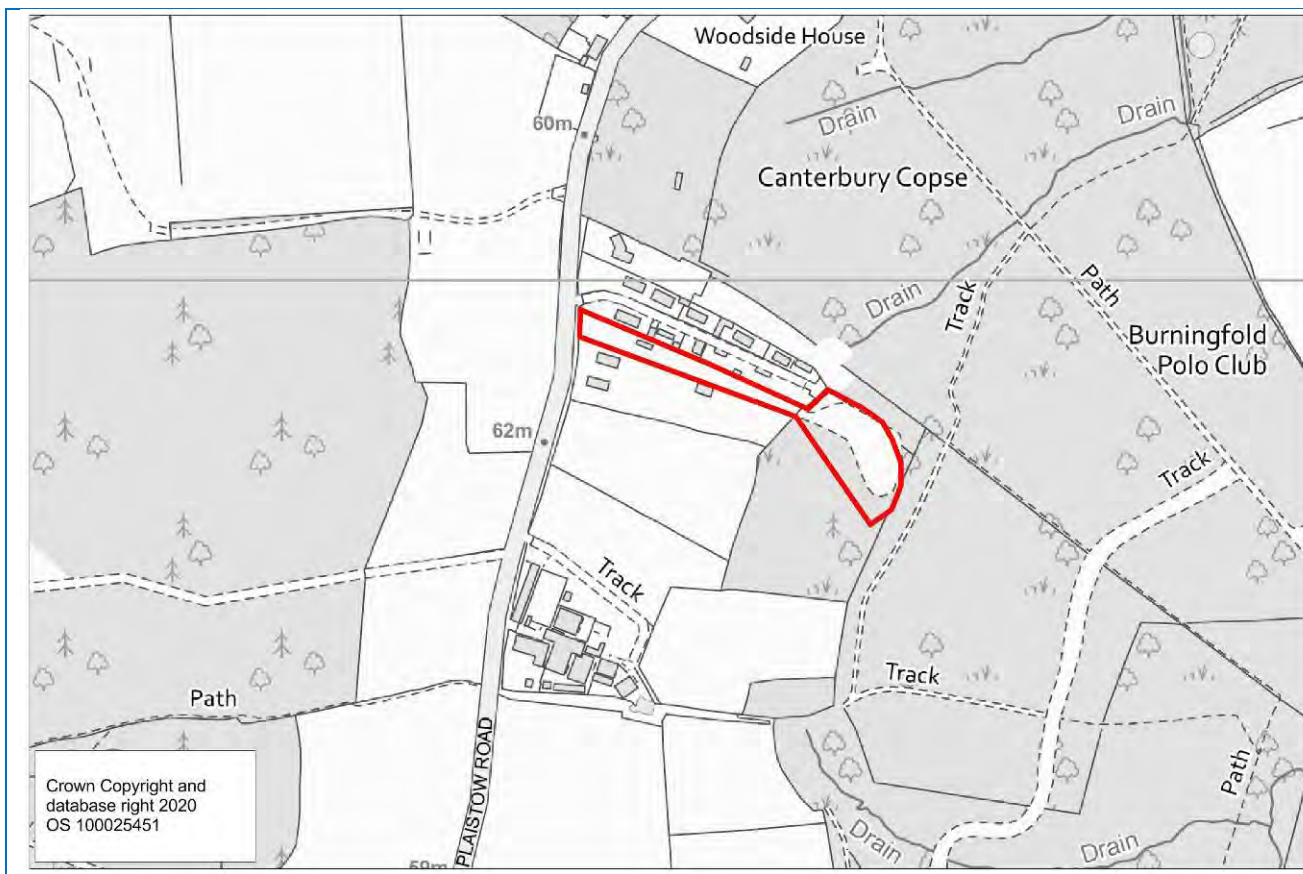 Woodside House
60m
Drain
Drain
Canterbury Copse
Drain
Track
Path
Burningfold
Polo Club
62m
Track
Track
Track
Path
Path
PLAISTOW ROAD
Crown Copyright and
database right 2020
OS 100025451
59m
Drain
Drain